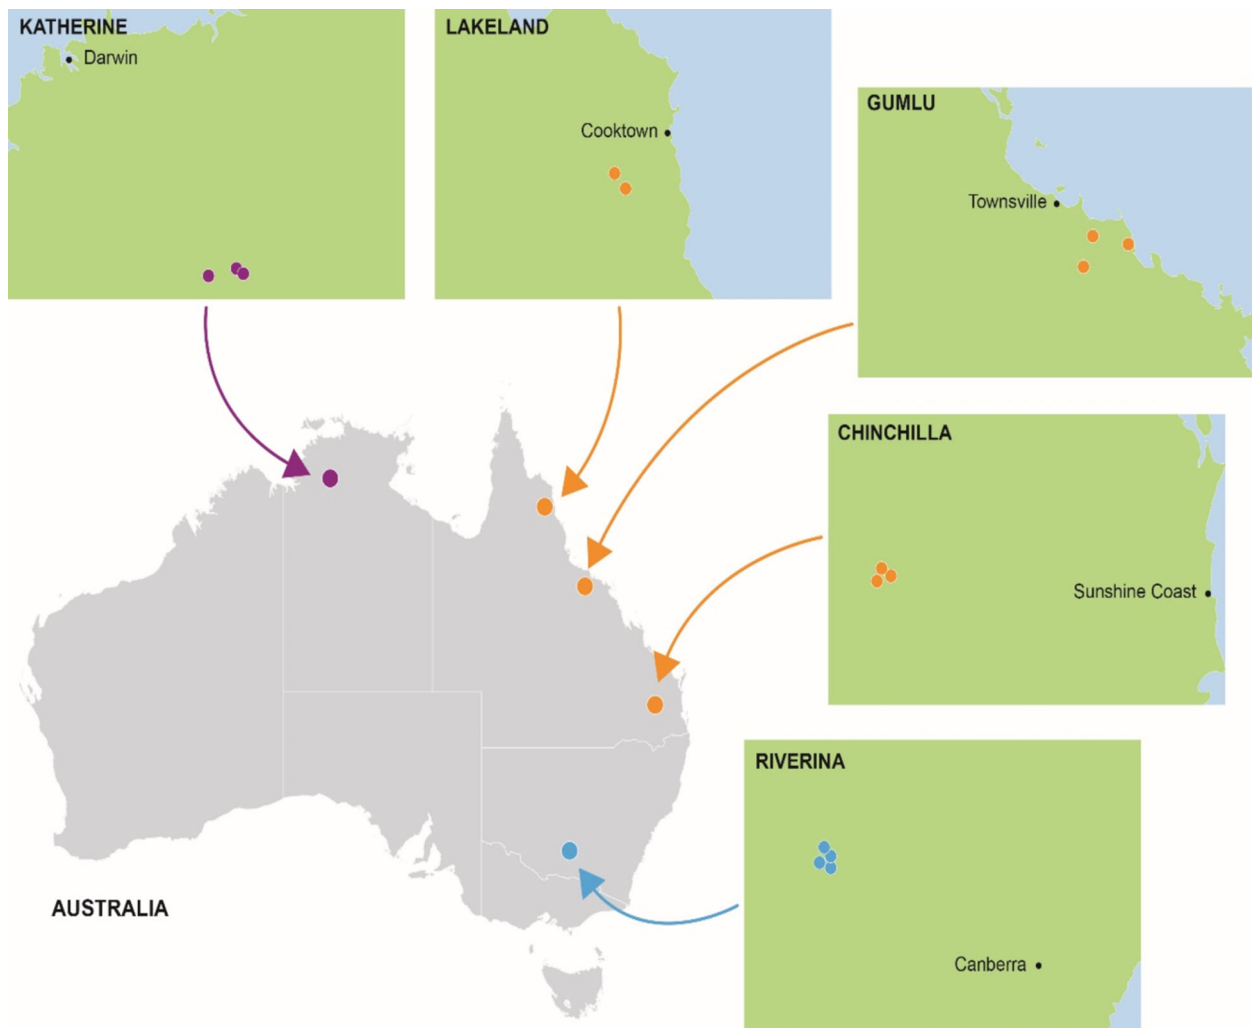 KATHERINE
Darwin
LAKELAND
Cooktown
GUMLU
Townsville
CHINCHILLA
Sunshine Coast
RIVERINA
Canberra
AUSTRALIA